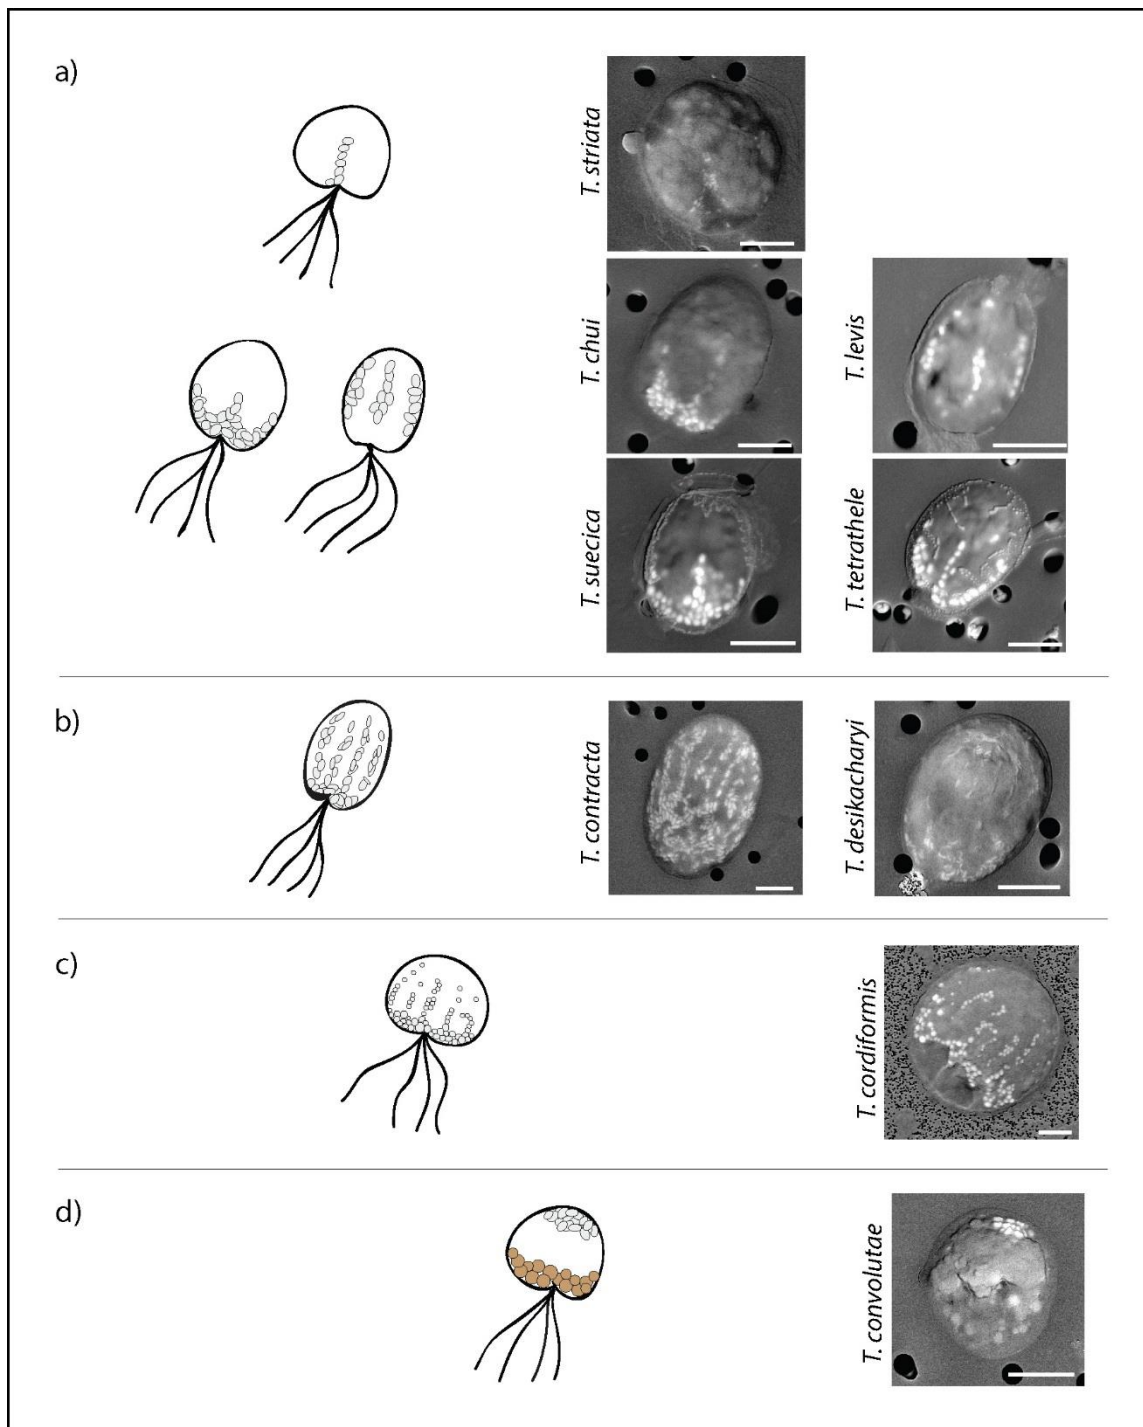 a)
T. striata
T. chui
T. levis
T. suecica
T. tetrathele
b)
T. contracta
T. desikacharyi
c)
T. cordiformis
d)
T. convolutae